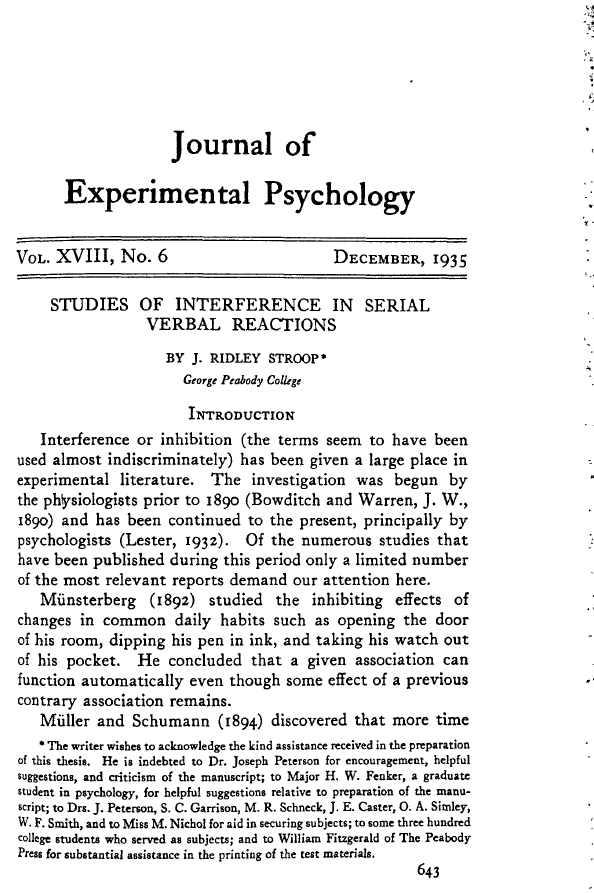 Journal of
Experimental Psychology
VOL. XVIII, No. 6 DECEMBER, 1935
STUDIES OF INTERFERENCE IN SERIAL
VERBAL REACTIONS
BY J. RIDLEY STROOP*
George Peabody College
INTRODUCTION
Interference or inhibition (the terms seem to have been
used almost indiscriminately) has been given a large place in
experimental literature. The investigation was begun by
the physiologists prior to 1890 (Bowditch and Warren, J. W.,
1890) and has been continued to the present, principally by
psychologists (Lester, 1932). Of the numerous studies that
have been published during this period only a limited number
of the most relevant reports demand our attention here.
Münsterberg (1892) studied the inhibiting effects of
changes in common daily habits such as opening the door
of his room, dipping his pen in ink, and taking his watch out
of his pocket. He concluded that a given association can
function automatically even though some effect of a previous
contrary association remains.
Müller and Schumann (1894) discovered that more time
* The writer wishes to acknowledge the kind assistance received in the preparation
of this thesis. He is indebted to Dr. Joseph Peterson for encouragement, helpful
suggestions, and criticism of the manuscript; to Major H. W. Fenker, a graduate
student in psychology, for helpful suggestions relative to preparation of the manu-
script; to Drs. J. Peterson, S. C. Garrison, M. R. Schneck, J. E. Caster, O. A. Simley,
W. F. Smith, and to Miss M. Nichol for aid in securing subjects; to some three hundred
college students who served as subjects; and to William Fitzgerald of The Peabody
Press for substantial assistance in the printing of the test materials.
643